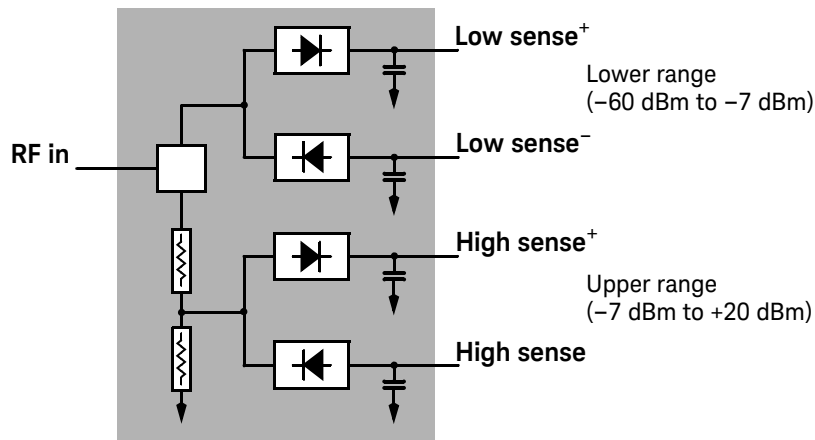 Low sense⁺
Lower range
(−60 dBm to −7 dBm)
RF in
Low sense⁻
High sense⁺
Upper range
(−7 dBm to +20 dBm)
High sense